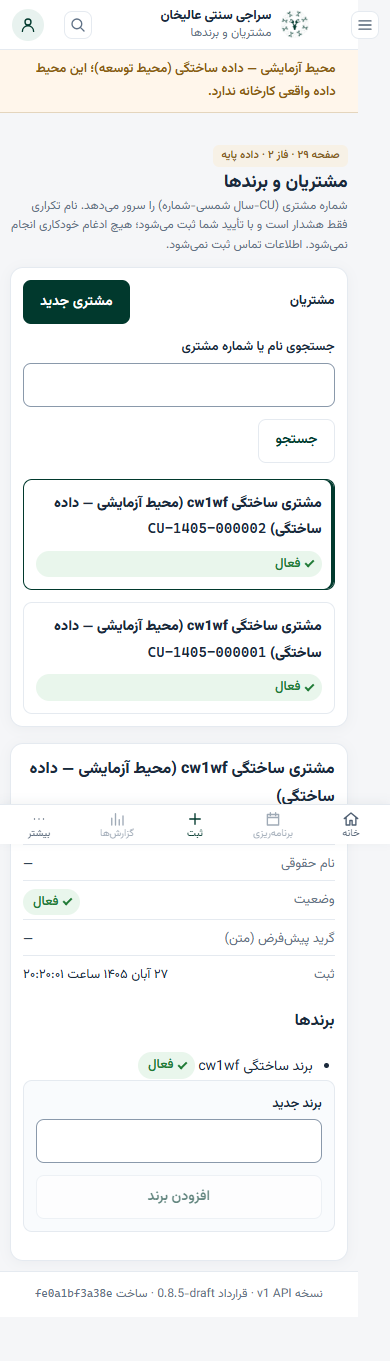 سراجی سنتی عالیخان
مشتریان و برندها
محیط آزمایشی — داده ساختگی (محیط توسعه)؛ این محیط
داده واقعی کارخانه ندارد.
صفحه ۲۹ · فاز ۲ · داده پایه
مشتریان و برندها
شماره مشتری (CU-سال شمسی-شماره) را سرور می‌دهد. نام تکراری
فقط هشدار است و با تأیید شما ثبت می‌شود؛ هیچ ادغام خودکاری انجام
نمی‌شود. اطلاعات تماس ثبت نمی‌شود.
مشتریان
مشتری جدید
جستجوی نام یا شماره مشتری
جستجو
مشتری ساختگی cw1wf (محیط آزمایشی — داده
ساختگی) CU-1405-000002
فعال
مشتری ساختگی cw1wf (محیط آزمایشی — داده
ساختگی) CU-1405-000001
فعال
مشتری ساختگی cw1wf (محیط آزمایشی — داده
ساختگی)
خانه
برنامه‌ریزی
ثبت
گزارش‌ها
بیشتر
نام حقوقی
—
وضعیت
فعال
گرید پیش‌فرض (متن)
—
ثبت
۲۷ آبان ۱۴۰۵ ساعت ۲۰:۲۰:۰۱
برندها
برند ساختگی cw1wf فعال
برند جدید
افزودن برند
نسخه v1 API · قرارداد 0.8.5-draft · ساخت fe0a1bf3a38e